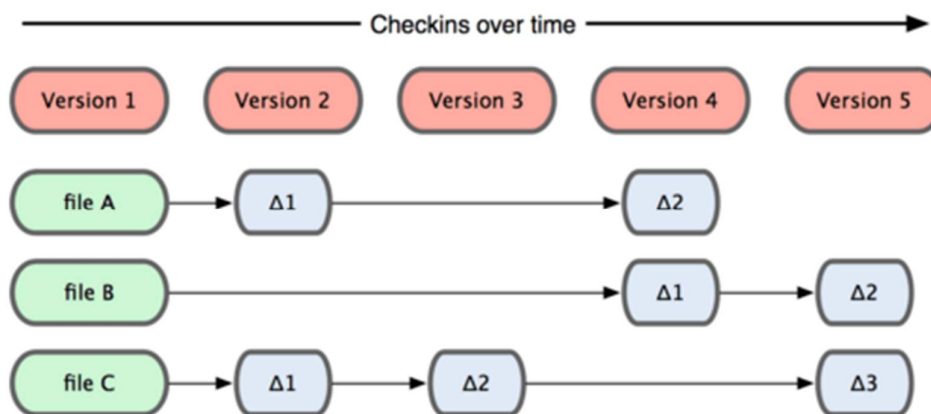 Checkins over time
Version 1 Version 2 Version 3 Version 4 Version 5
file A Δ1 Δ2
file B Δ1 Δ2
file C Δ1 Δ2 Δ3